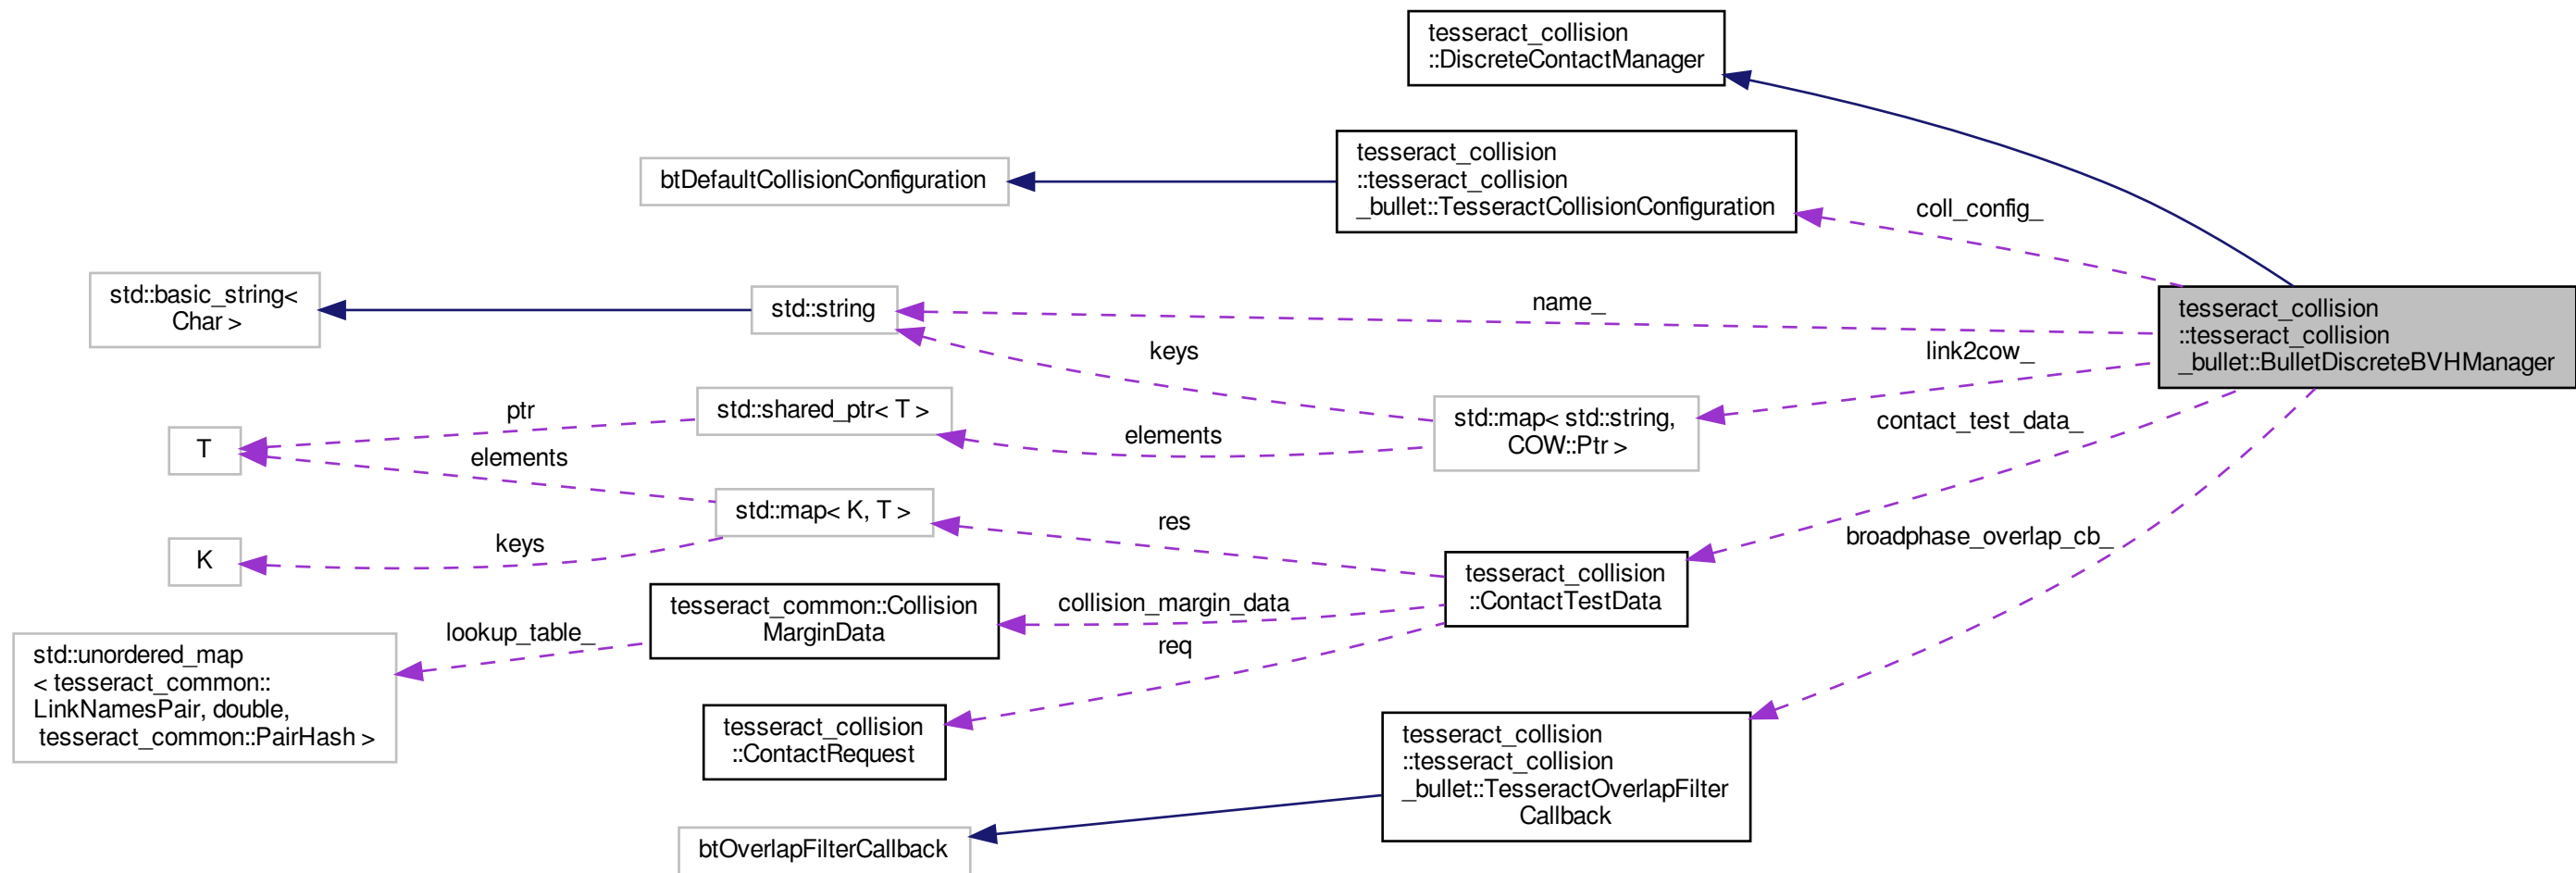 tesseract_collision
::DiscreteContactManager
tesseract_collision
::tesseract_collision
_bullet::TesseractCollisionConfiguration
btDefaultCollisionConfiguration
coll_config_
std::basic_string<
Char >
std::string
name_
tesseract_collision
::tesseract_collision
_bullet::BulletDiscreteBVHManager
keys
link2cow_
std::shared_ptr< T >
ptr
std::map< std::string,
COW::Ptr >
elements
contact_test_data_
T
elements
std::map< K, T >
res
keys
K
broadphase_overlap_cb_
tesseract_collision
::ContactTestData
tesseract_common::Collision
MarginData
collision_margin_data
lookup_table_
req
std::unordered_map
< tesseract_common::
LinkNamesPair, double,
tesseract_common::PairHash >
tesseract_collision
::ContactRequest
tesseract_collision
::tesseract_collision
_bullet::TesseractOverlapFilter
Callback
btOverlapFilterCallback